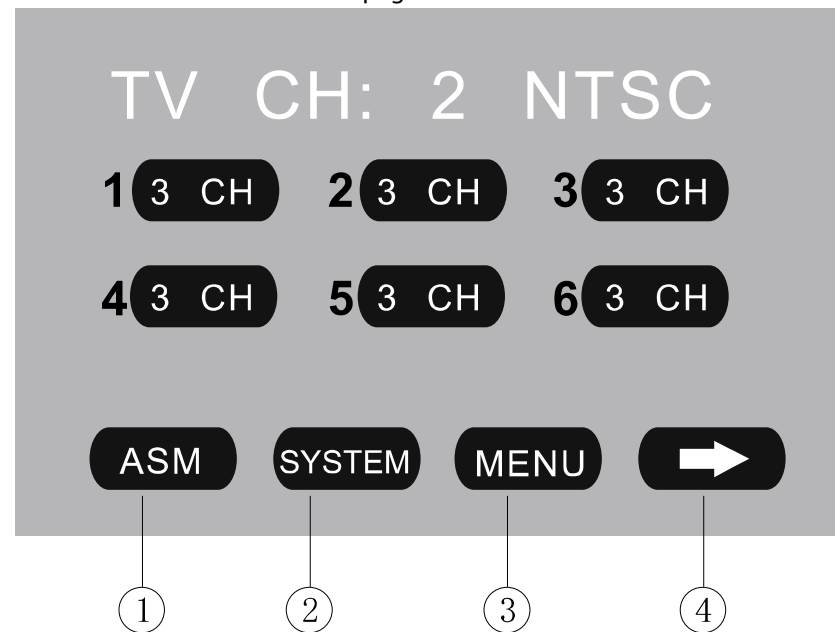 TV CH: 2 NTSC
1 3 CH 2 3 CH 3 3 CH
4 3 CH 5 3 CH 6 3 CH
ASM SYSTEM MENU
① ② ③ ④